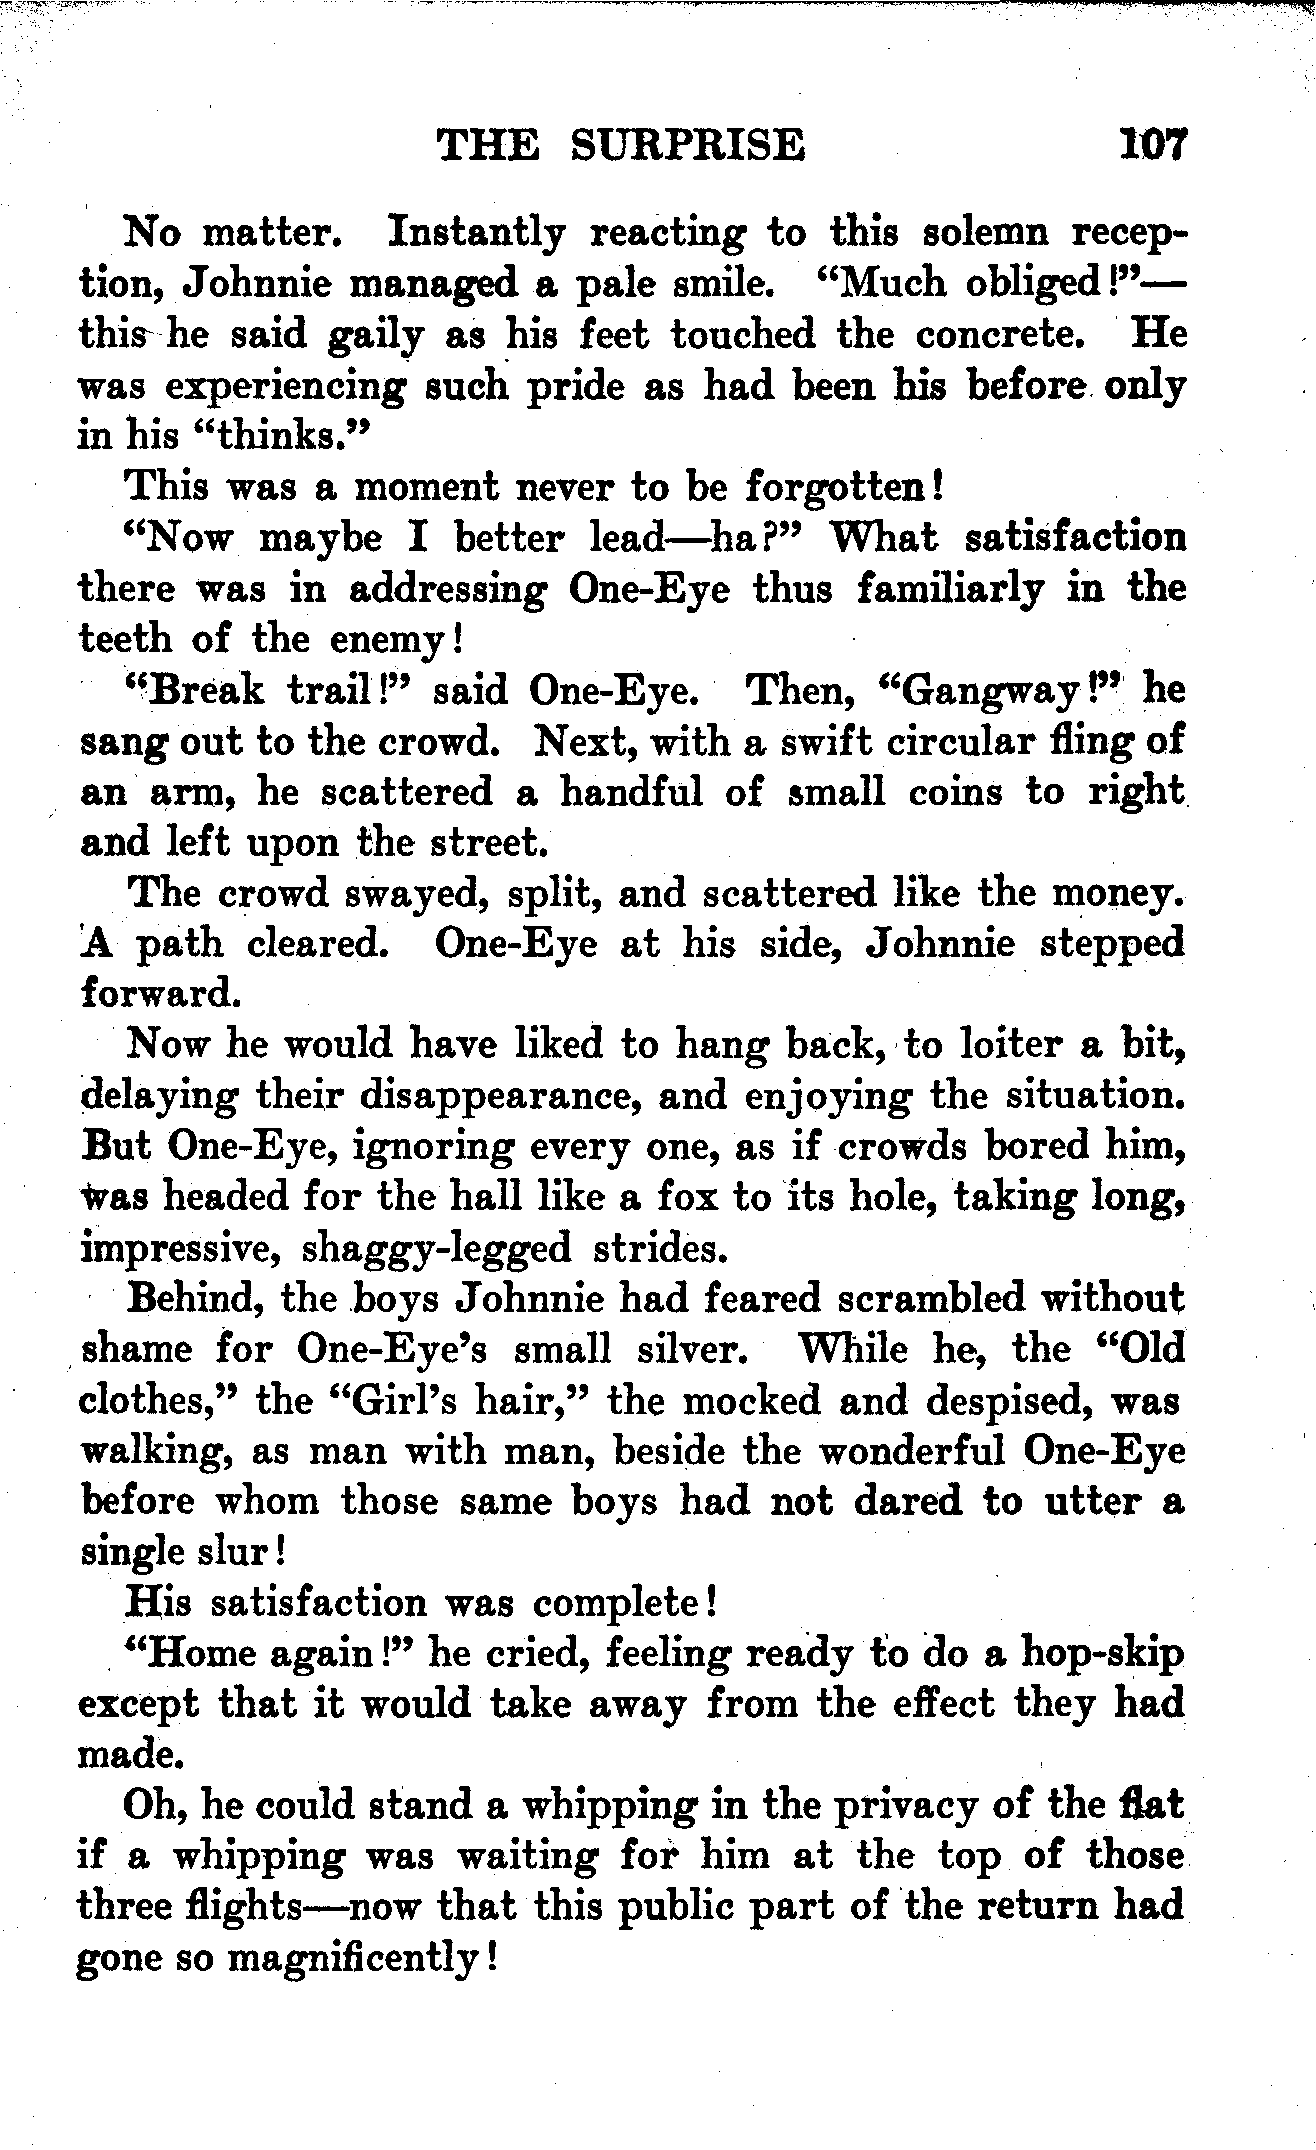 THE SURPRISE 107
No matter. Instantly reacting to this solemn recep-
tion, Johnnie managed a pale smile. "Much obliged!"—
this he said gaily as his feet touched the concrete. He
was experiencing such pride as had been his before only
in his "thinks."
This was a moment never to be forgotten!
"Now maybe I better lead—ha?" What satisfaction
there was in addressing One-Eye thus familiarly in the
teeth of the enemy!
"Break trail!" said One-Eye. Then, "Gangway!" he
sang out to the crowd. Next, with a swift circular fling of
an arm, he scattered a handful of small coins to right
and left upon the street.
The crowd swayed, split, and scattered like the money.
A path cleared. One-Eye at his side, Johnnie stepped
forward.
Now he would have liked to hang back, to loiter a bit,
delaying their disappearance, and enjoying the situation.
But One-Eye, ignoring every one, as if crowds bored him,
was headed for the hall like a fox to its hole, taking long,
impressive, shaggy-legged strides.
Behind, the boys Johnnie had feared scrambled without
shame for One-Eye's small silver. While he, the "Old
clothes," the "Girl's hair," the mocked and despised, was
walking, as man with man, beside the wonderful One-Eye
before whom those same boys had not dared to utter a
single slur!
His satisfaction was complete!
"Home again!" he cried, feeling ready to do a hop-skip
except that it would take away from the effect they had
made.
Oh, he could stand a whipping in the privacy of the flat
if a whipping was waiting for him at the top of those
three flights—now that this public part of the return had
gone so magnificently!